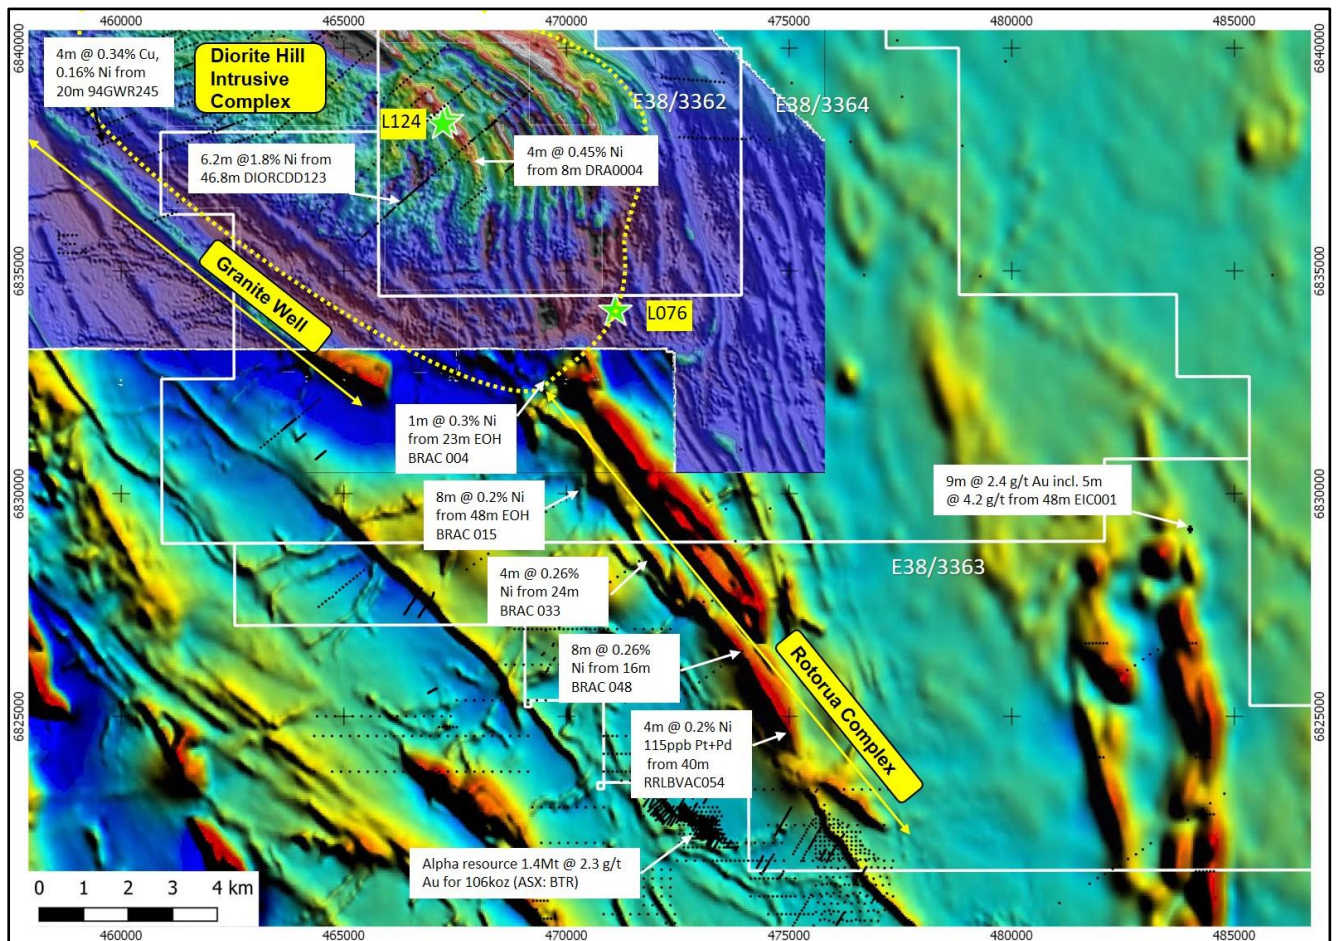 460000
465000
470000
475000
480000
485000
6840000
6840000
4m @ 0.34% Cu,
0.16% Ni from
20m 94GWR245
Diorite Hill
Intrusive
Complex
E38/3362
E38/3364
L124
6.2m @1.8% Ni from
46.8m DIORCDD123
4m @ 0.45% Ni
from 8m DRA0004
6835000
6835000
Granite Well
L076
1m @ 0.3% Ni
from 23m EOH
BRAC 004
8m @ 0.2% Ni
from 48m EOH
BRAC 015
9m @ 2.4 g/t Au incl. 5m
@ 4.2 g/t from 48m EIC001
6830000
6830000
E38/3363
4m @ 0.26%
Ni from 24m
BRAC 033
8m @ 0.26%
Ni from 16m
BRAC 048
Rotorua Complex
4m @ 0.2% Ni
115ppb Pt+Pd
from 40m
RRLBVAC054
6825000
6825000
Alpha resource 1.4Mt @ 2.3 g/t
Au for 106koz (ASX: BTR)
0 1 2 3 4 km
460000
465000
470000
475000
480000
485000